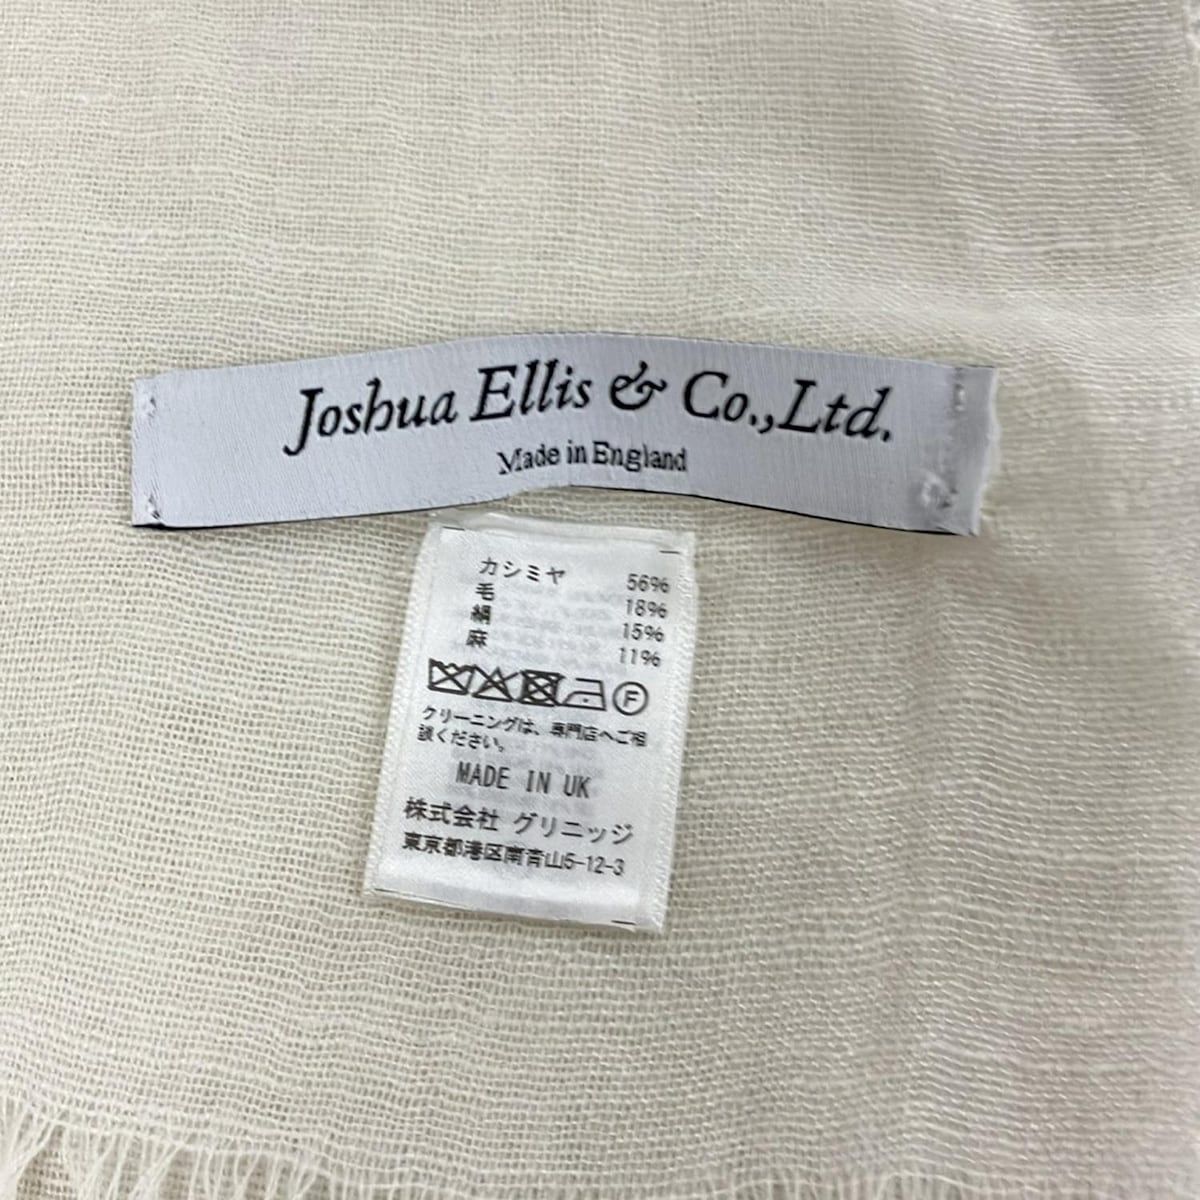 Joshua Ellis & Co.,Ltd.
Made in England
カシミヤ 56%
毛 18%
絹 15%
麻 11%
F
クリーニングは、専門店へご相
談ください。
MADE IN UK
株式会社 グリニッジ
東京都港区南青山5-12-3